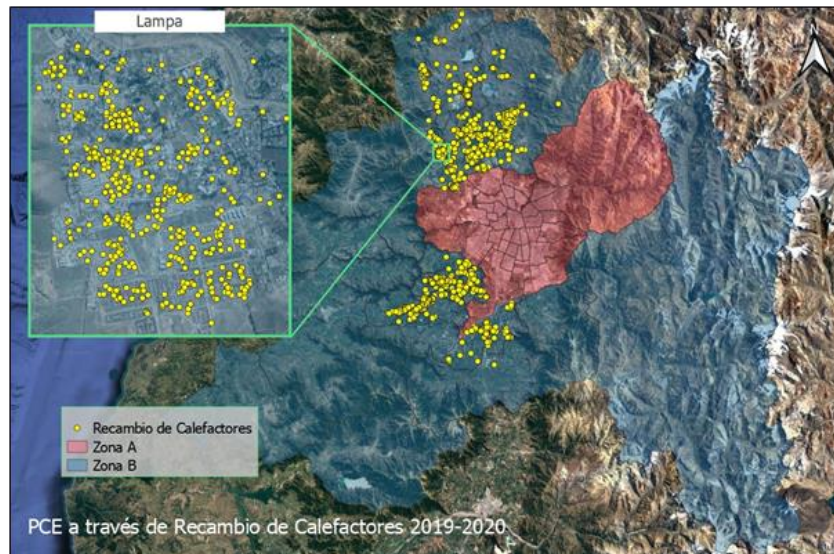 Lampa
Recambio de Calefactores
Zona A
Zona B
PCE a través de Recambio de Calefactores 2019-2020